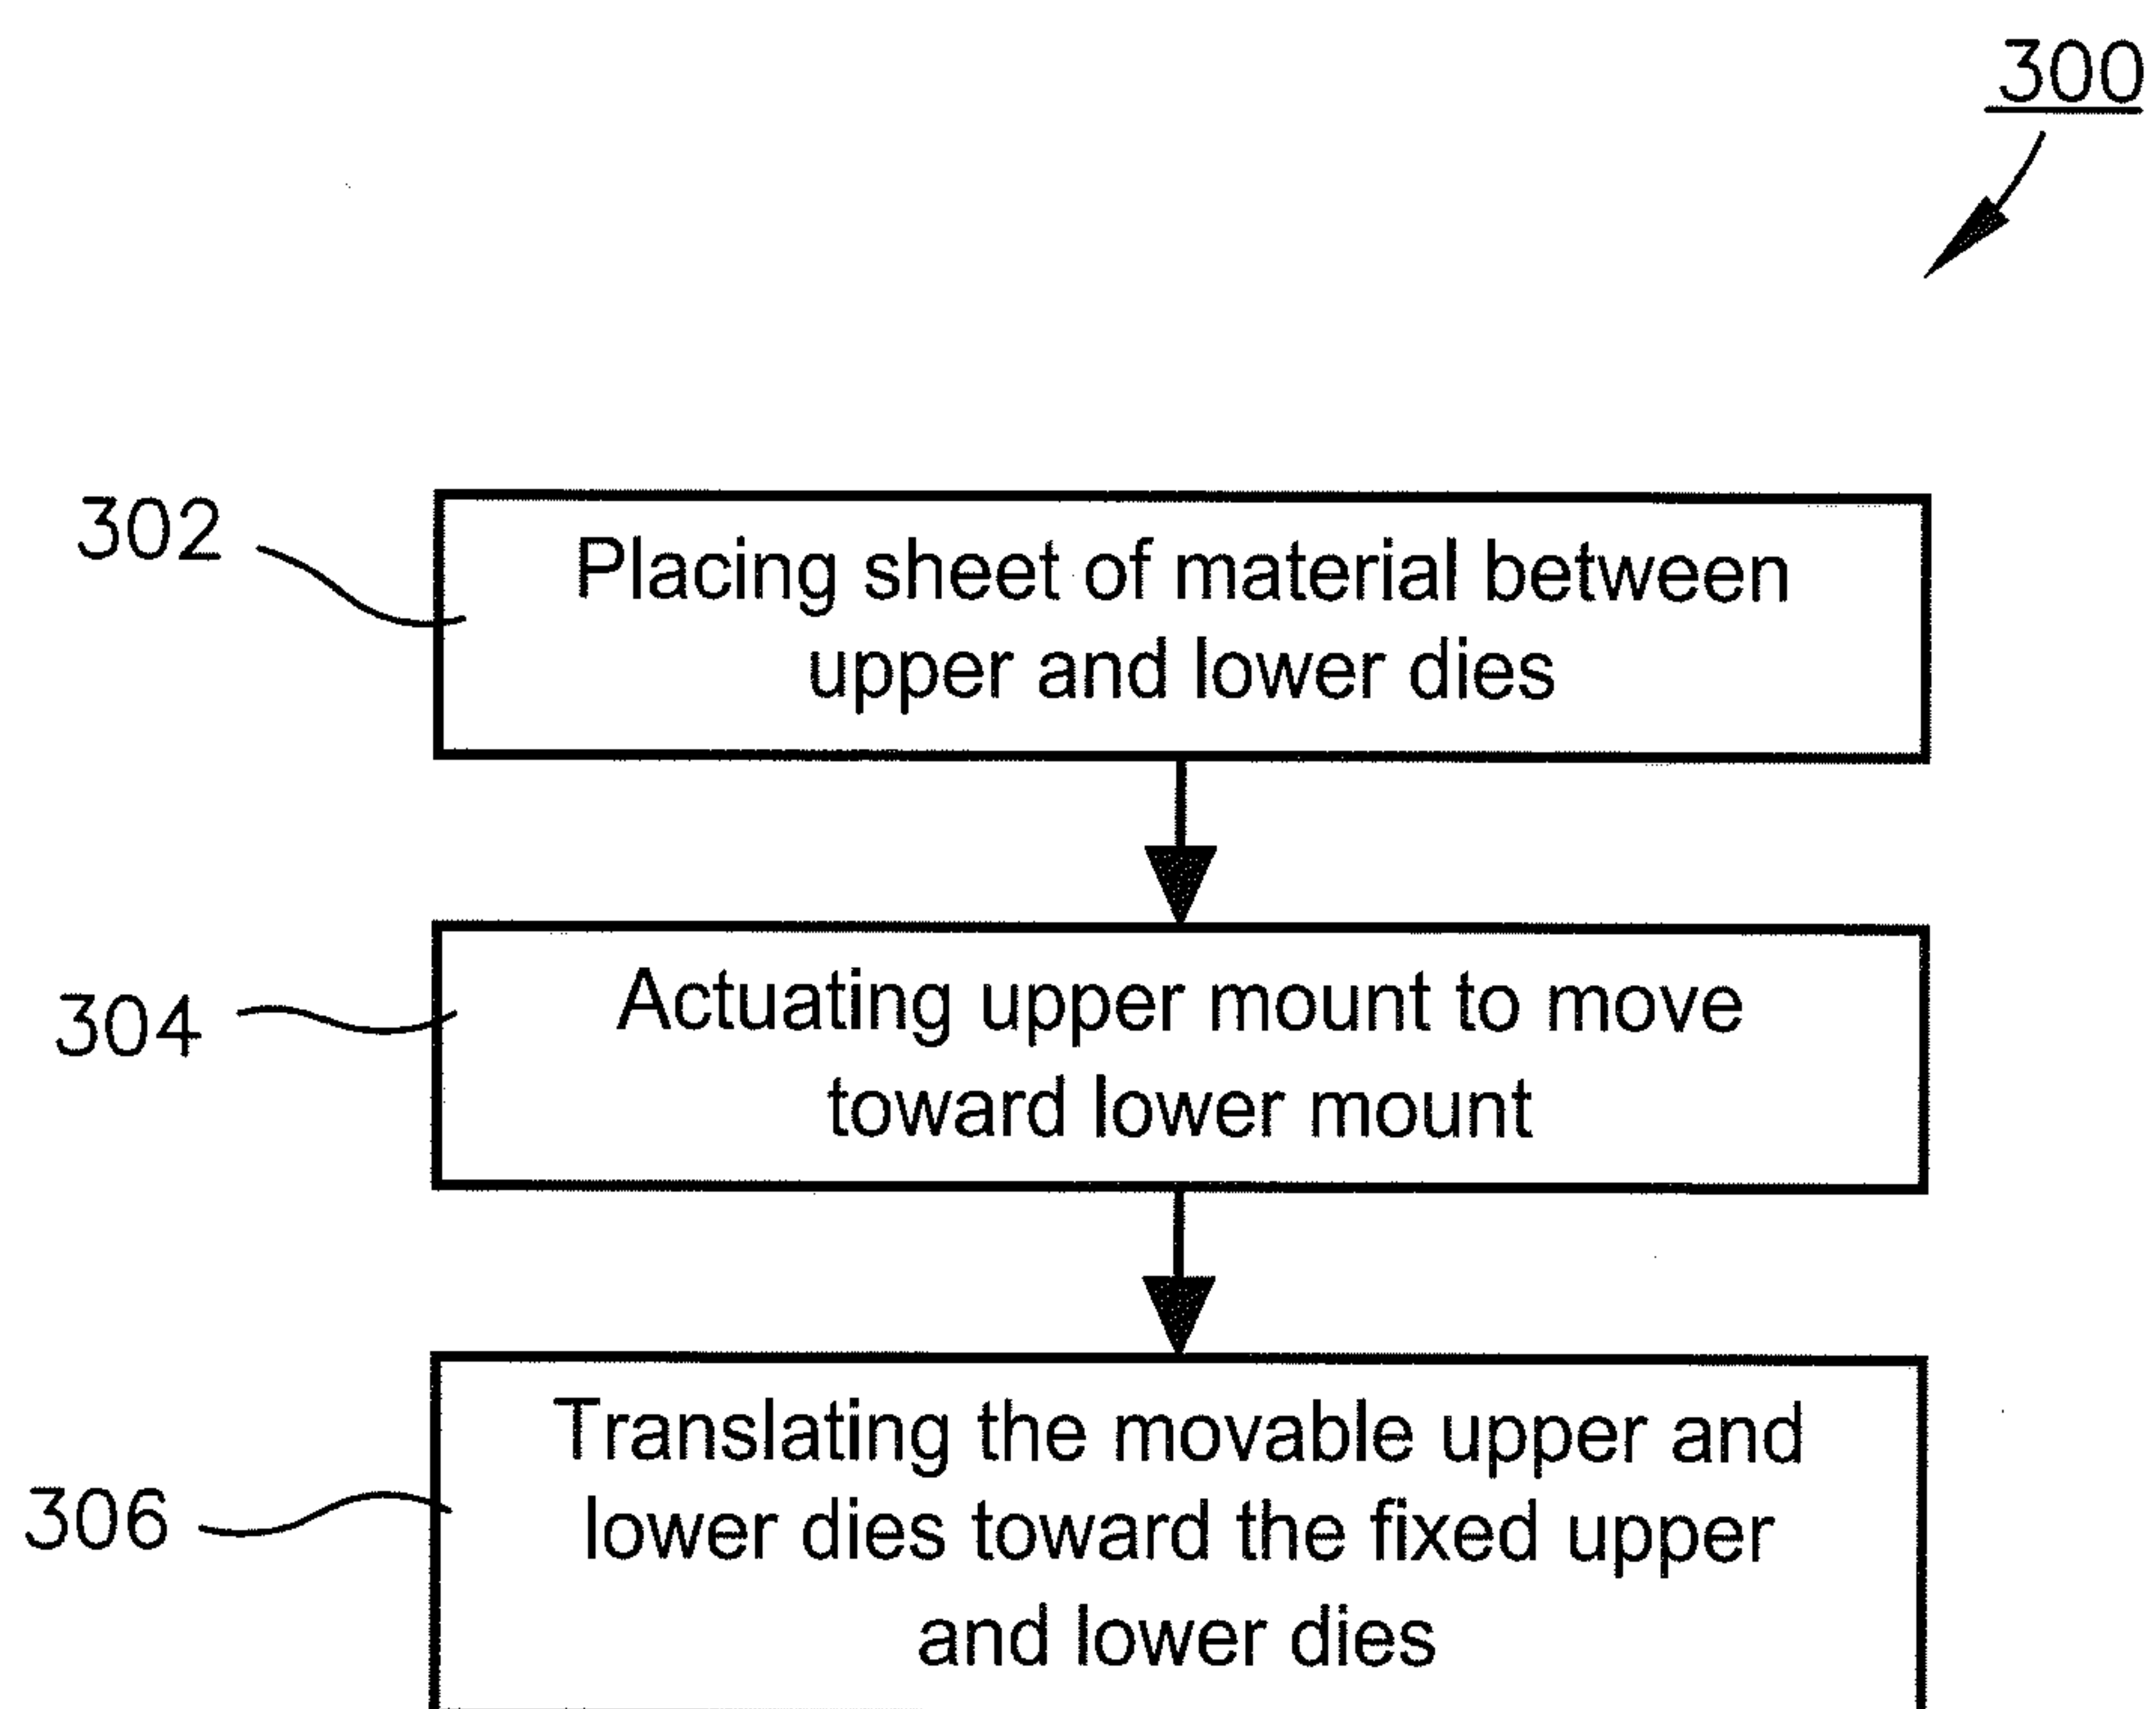 300
302
Placing sheet of material between
upper and lower dies
304
Actuating upper mount to move
toward lower mount
306
Translating the movable upper and
lower dies toward the fixed upper
and lower dies